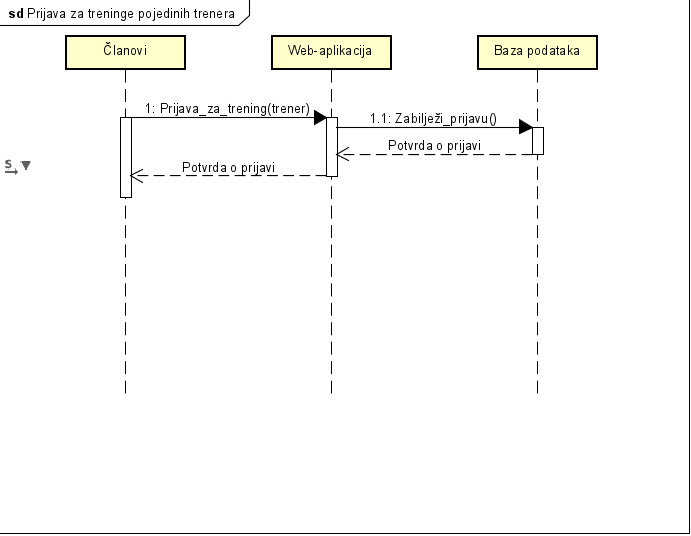 sd Prijava za treninge pojedinih trenera
Članovi
Web-aplikacija
Baza podataka
1: Prijava_za_trening(trener)
1.1: Zabilježi_prijavu()
Potvrda o prijavi
Potvrda o prijavi
S